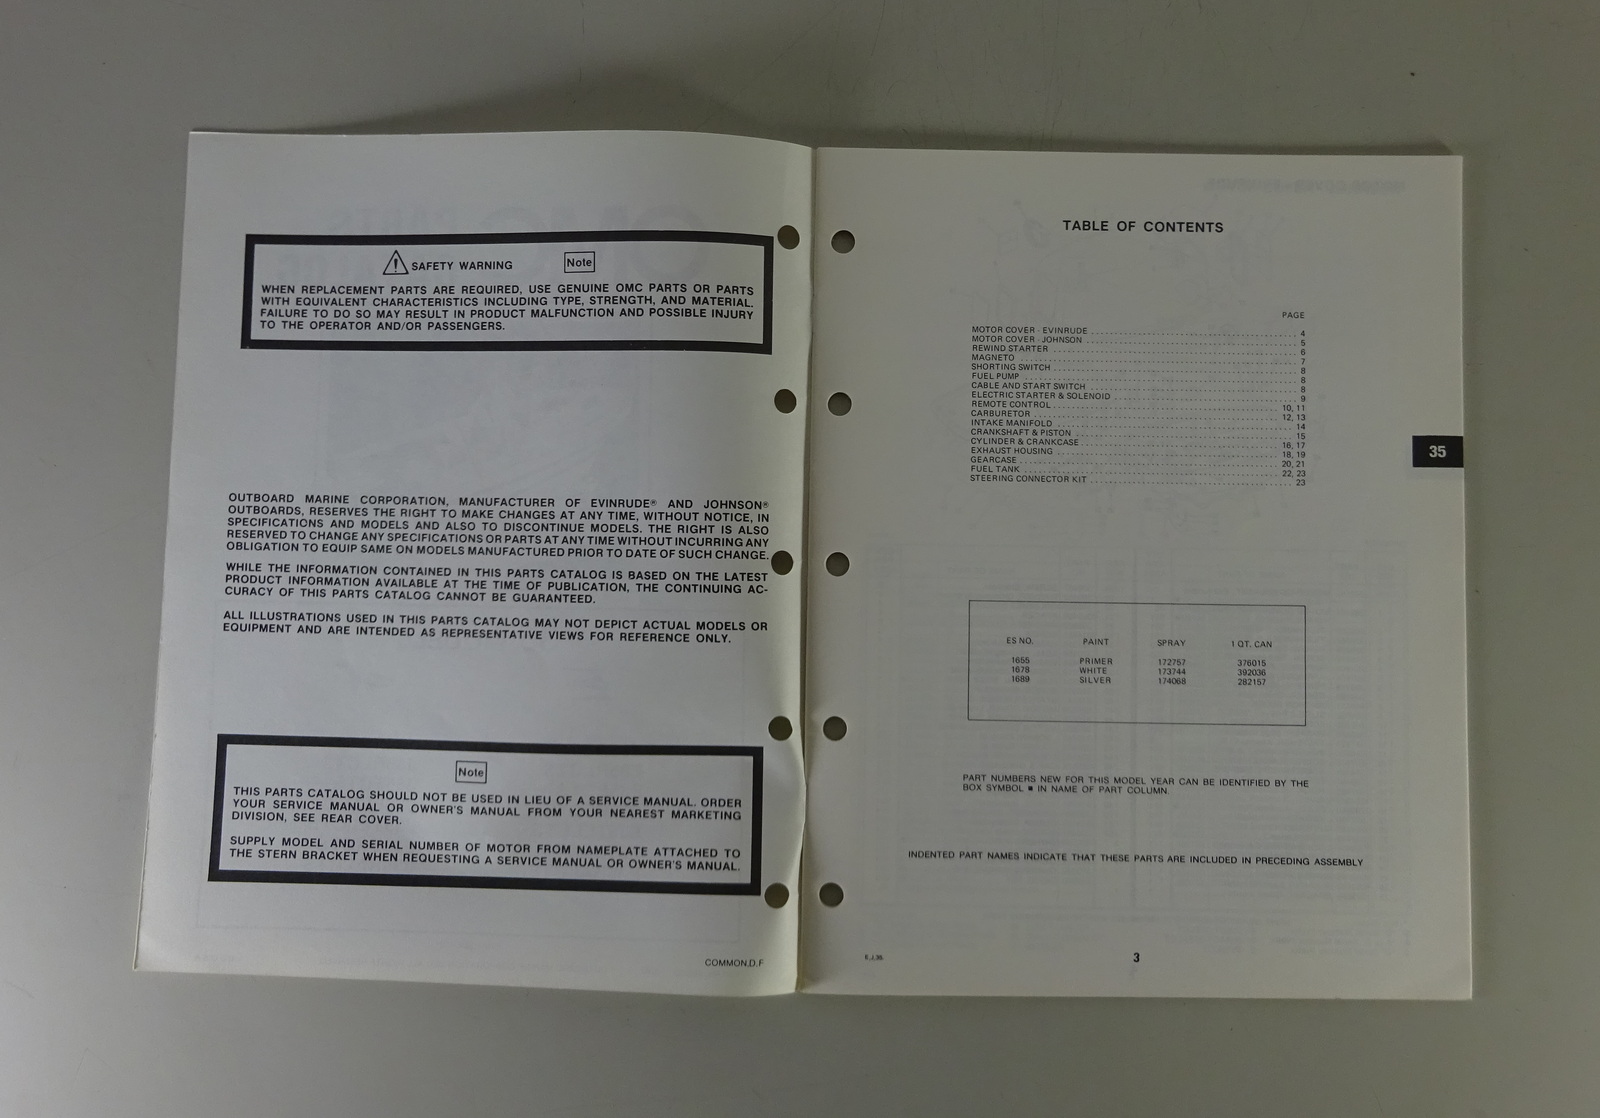 SAFETY WARNING Note
WHEN REPLACEMENT PARTS ARE REQUIRED, USE GENUINE OMC PARTS OR PARTS
WITH EQUIVALENT CHARACTERISTICS INCLUDING TYPE, STRENGTH, AND MATERIAL.
FAILURE TO DO SO MAY RESULT IN PRODUCT MALFUNCTION AND POSSIBLE INJURY
TO THE OPERATOR AND/OR PASSENGERS.
OUTBOARD MARINE CORPORATION, MANUFACTURER OF EVINRUDE® AND JOHNSON®
OUTBOARDS, RESERVES THE RIGHT TO MAKE CHANGES AT ANY TIME, WITHOUT NOTICE, IN
SPECIFICATIONS AND MODELS AND ALSO TO DISCONTINUE MODELS. THE RIGHT IS ALSO
RESERVED TO CHANGE ANY SPECIFICATIONS OR PARTS AT ANY TIME WITHOUT INCURRING ANY
OBLIGATION TO EQUIP SAME ON MODELS MANUFACTURED PRIOR TO DATE OF SUCH CHANGE.
WHILE THE INFORMATION CONTAINED IN THIS PARTS CATALOG IS BASED ON THE LATEST
PRODUCT INFORMATION AVAILABLE AT THE TIME OF PUBLICATION, THE CONTINUING AC-
CURACY OF THIS PARTS CATALOG CANNOT BE GUARANTEED.
ALL ILLUSTRATIONS USED IN THIS PARTS CATALOG MAY NOT DEPICT ACTUAL MODELS OR
EQUIPMENT AND ARE INTENDED AS REPRESENTATIVE VIEWS FOR REFERENCE ONLY.
Note
THIS PARTS CATALOG SHOULD NOT BE USED IN LIEU OF A SERVICE MANUAL. ORDER
YOUR SERVICE MANUAL OR OWNER'S MANUAL FROM YOUR NEAREST MARKETING
DIVISION, SEE REAR COVER.
SUPPLY MODEL AND SERIAL NUMBER OF MOTOR FROM NAMEPLATE ATTACHED TO
THE STERN BRACKET WHEN REQUESTING A SERVICE MANUAL OR OWNER'S MANUAL.
COMMON.D.F
TABLE OF CONTENTS
PAGE
MOTOR COVER - EVINRUDE 4
MOTOR COVER - JOHNSON 5
REWIND STARTER 6
MAGNETO 7
SHORTING SWITCH 8
FUEL PUMP 8
CABLE AND START SWITCH 8
ELECTRIC STARTER & SOLENOID 9
REMOTE CONTROL 10, 11
CARBURETOR 12, 13
INTAKE MANIFOLD 14
CRANKSHAFT & PISTON 15
CYLINDER & CRANKCASE 16, 17
EXHAUST HOUSING 18, 19
GEARCASE 20, 21
FUEL TANK 22, 23
STEERING CONNECTOR KIT 23
35
ES NO. PAINT SPRAY 1 QT. CAN
1655 PRIMER 172757 376015
1678 WHITE 173744 392036
1689 SILVER 174068 282157
PART NUMBERS NEW FOR THIS MODEL YEAR CAN BE IDENTIFIED BY THE
BOX SYMBOL ■ IN NAME OF PART COLUMN.
INDENTED PART NAMES INDICATE THAT THESE PARTS ARE INCLUDED IN PRECEDING ASSEMBLY
3